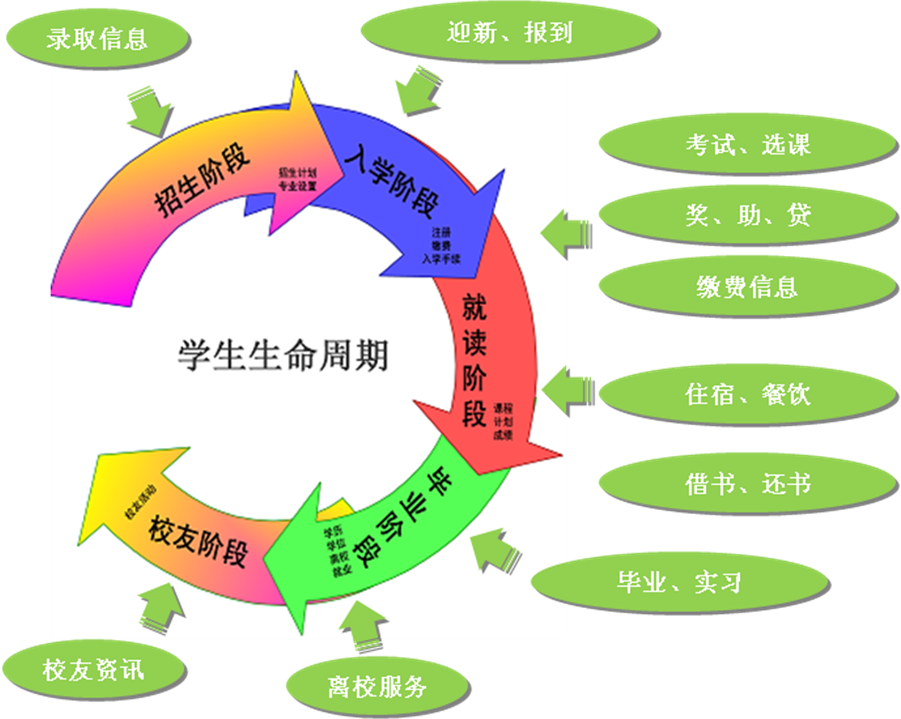 录取信息
迎新、报到
招生阶段
招生计划
专业设置
入学阶段
注册
缴费
入学手续
考试、选课
奖、助、贷
缴费信息
就读阶段
课程
计划
成绩
学生生命周期
住宿、餐饮
借书、还书
毕业阶段
学历
学位
离校
就业
毕业、实习
校友阶段
校友活动
校友资讯
离校服务